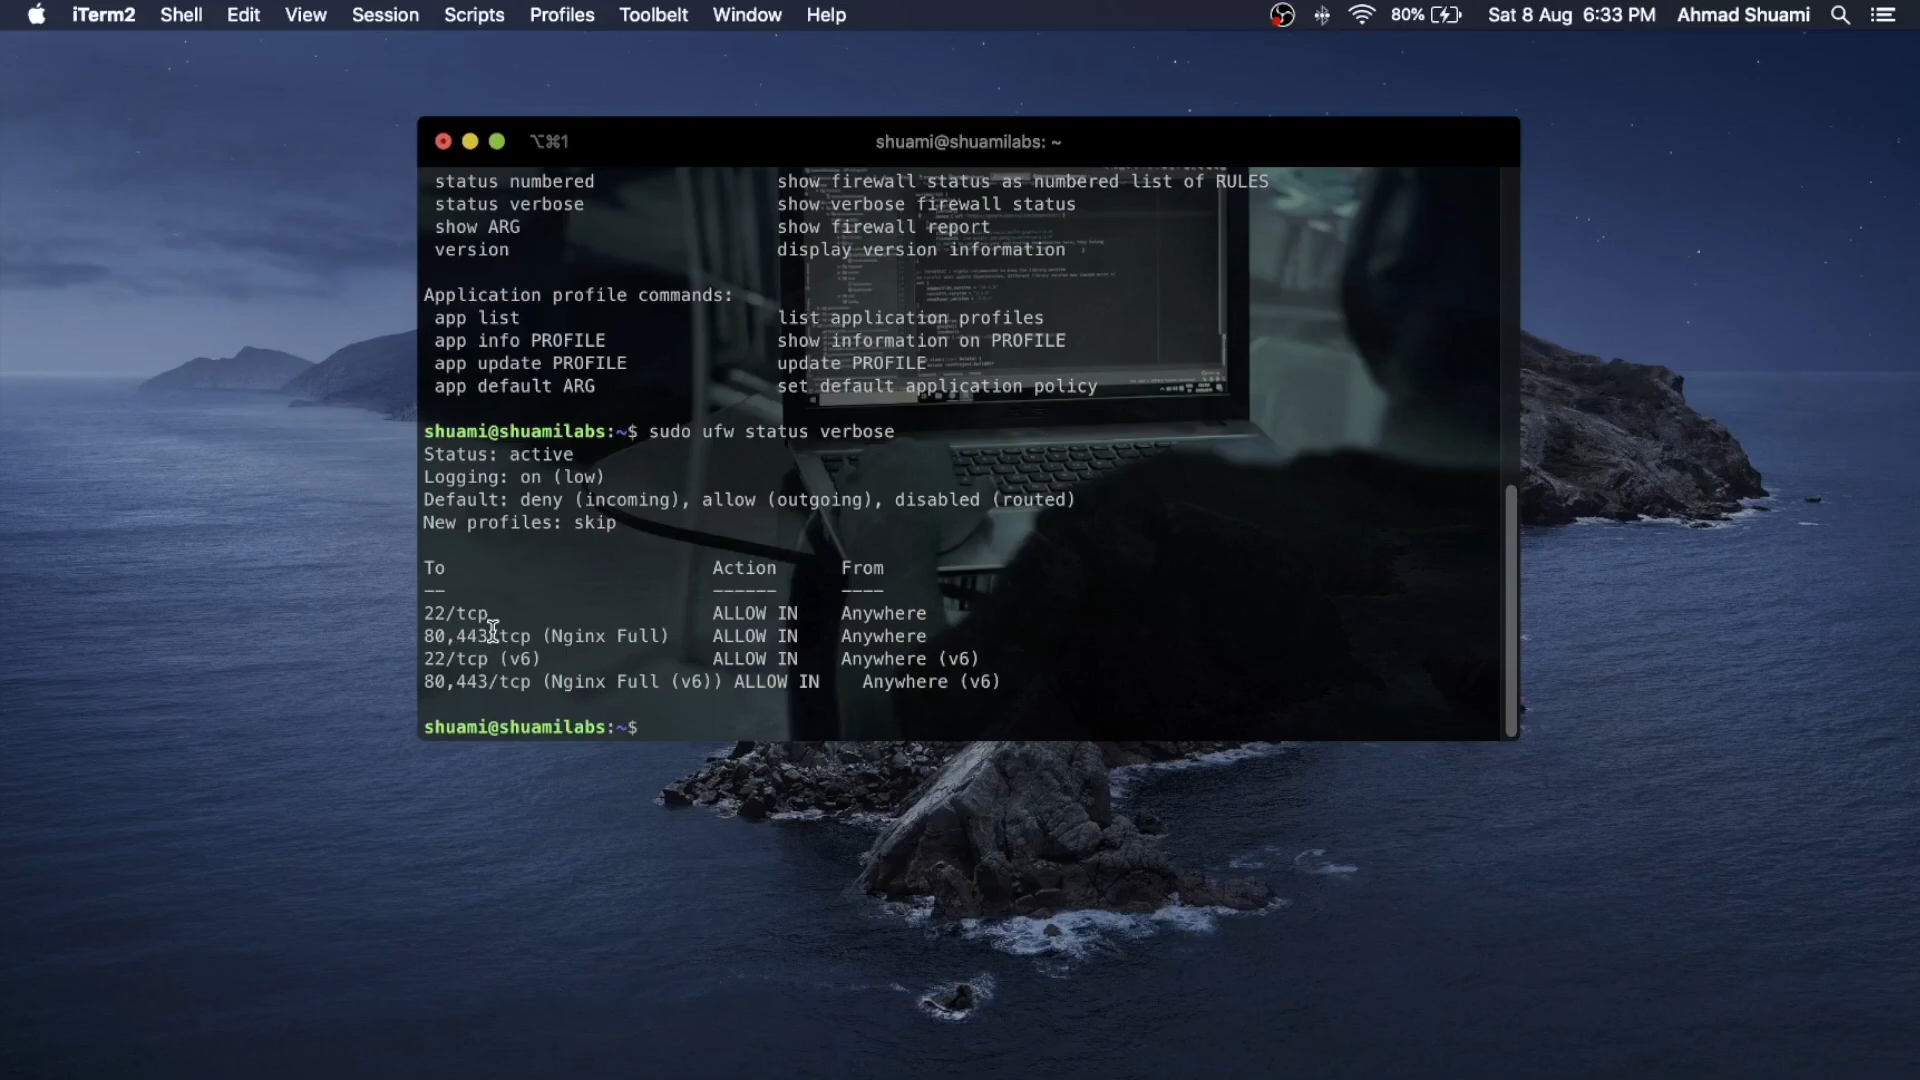 iTerm2 Shell Edit View Session Scripts Profiles Toolbelt Window Help 80% Sat 8 Aug 6:33 PM Ahmad Shuami
⌥⌘1 shuami@shuamilabs: ~
status numbered show firewall status as numbered list of RULES
status verbose show verbose firewall status
show ARG show firewall report
version display version information
Application profile commands:
app list list application profiles
app info PROFILE show information on PROFILE
app update PROFILE update PROFILE
app default ARG set default application policy
shuami@shuamilabs:~$ sudo ufw status verbose
Status: active
Logging: on (low)
Default: deny (incoming), allow (outgoing), disabled (routed)
New profiles: skip
To Action From
-- ------ ----
22/tcp ALLOW IN Anywhere
80,443/tcp (Nginx Full) ALLOW IN Anywhere
22/tcp (v6) ALLOW IN Anywhere (v6)
80,443/tcp (Nginx Full (v6)) ALLOW IN Anywhere (v6)
shuami@shuamilabs:~$